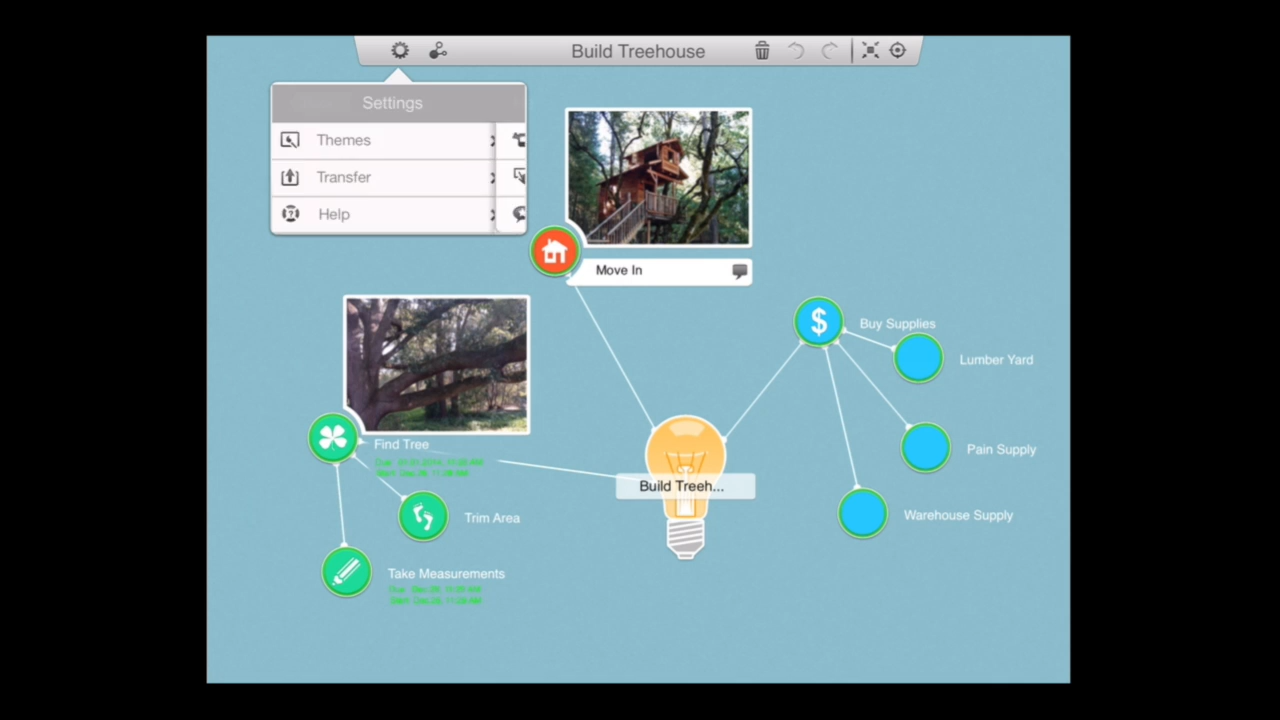 Build Treehouse
Settings
Themes
Transfer
Help
Move In
$
Buy Supplies
Lumber Yard
Find Tree
Pain Supply
Build Treeh...
Trim Area
Warehouse Supply
Take Measurements